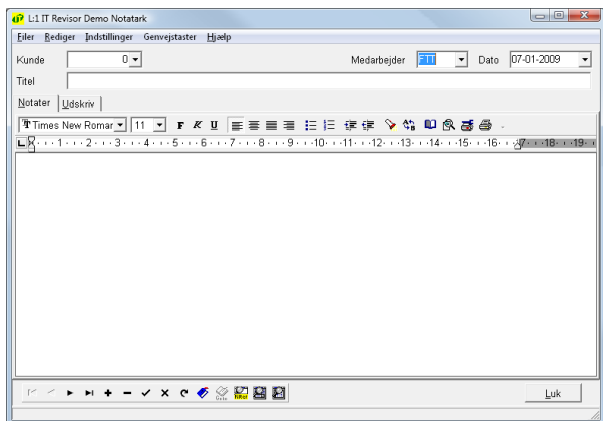 L:1 IT Revisor Demo Notatark
Filer Rediger Indstillinger Genvejstaster Hjælp
Kunde 0 Medarbejder FTT Dato 07-01-2009
Titel
Notater Udskriv
Times New Romar 11 F K U
1 2 3 4 5 6 7 8 9 10 11 12 13 14 15 16 17 18 19
Filter Luk